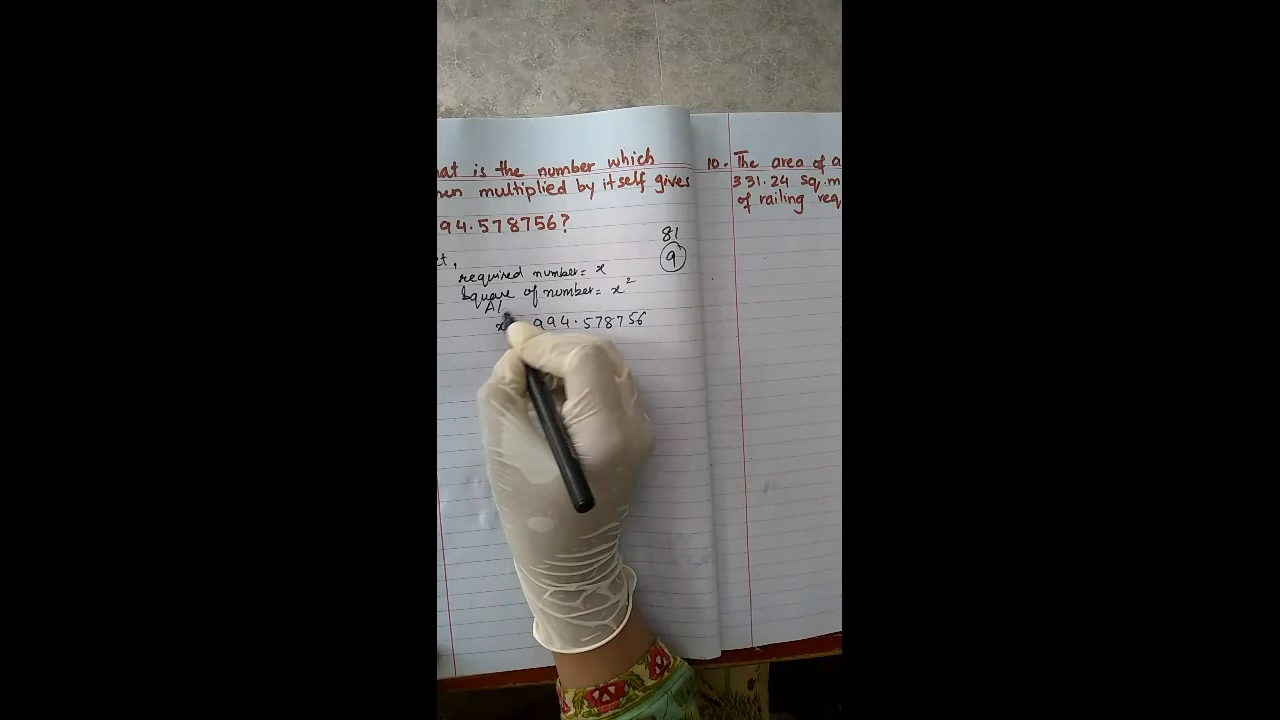 at is the number which
en multiplied by itself gives
94.578756?
et,
required number = x
Square of number = x²
A/
x 994.578756
81
9
10. The area of a
331.24 sq.m
of railing req